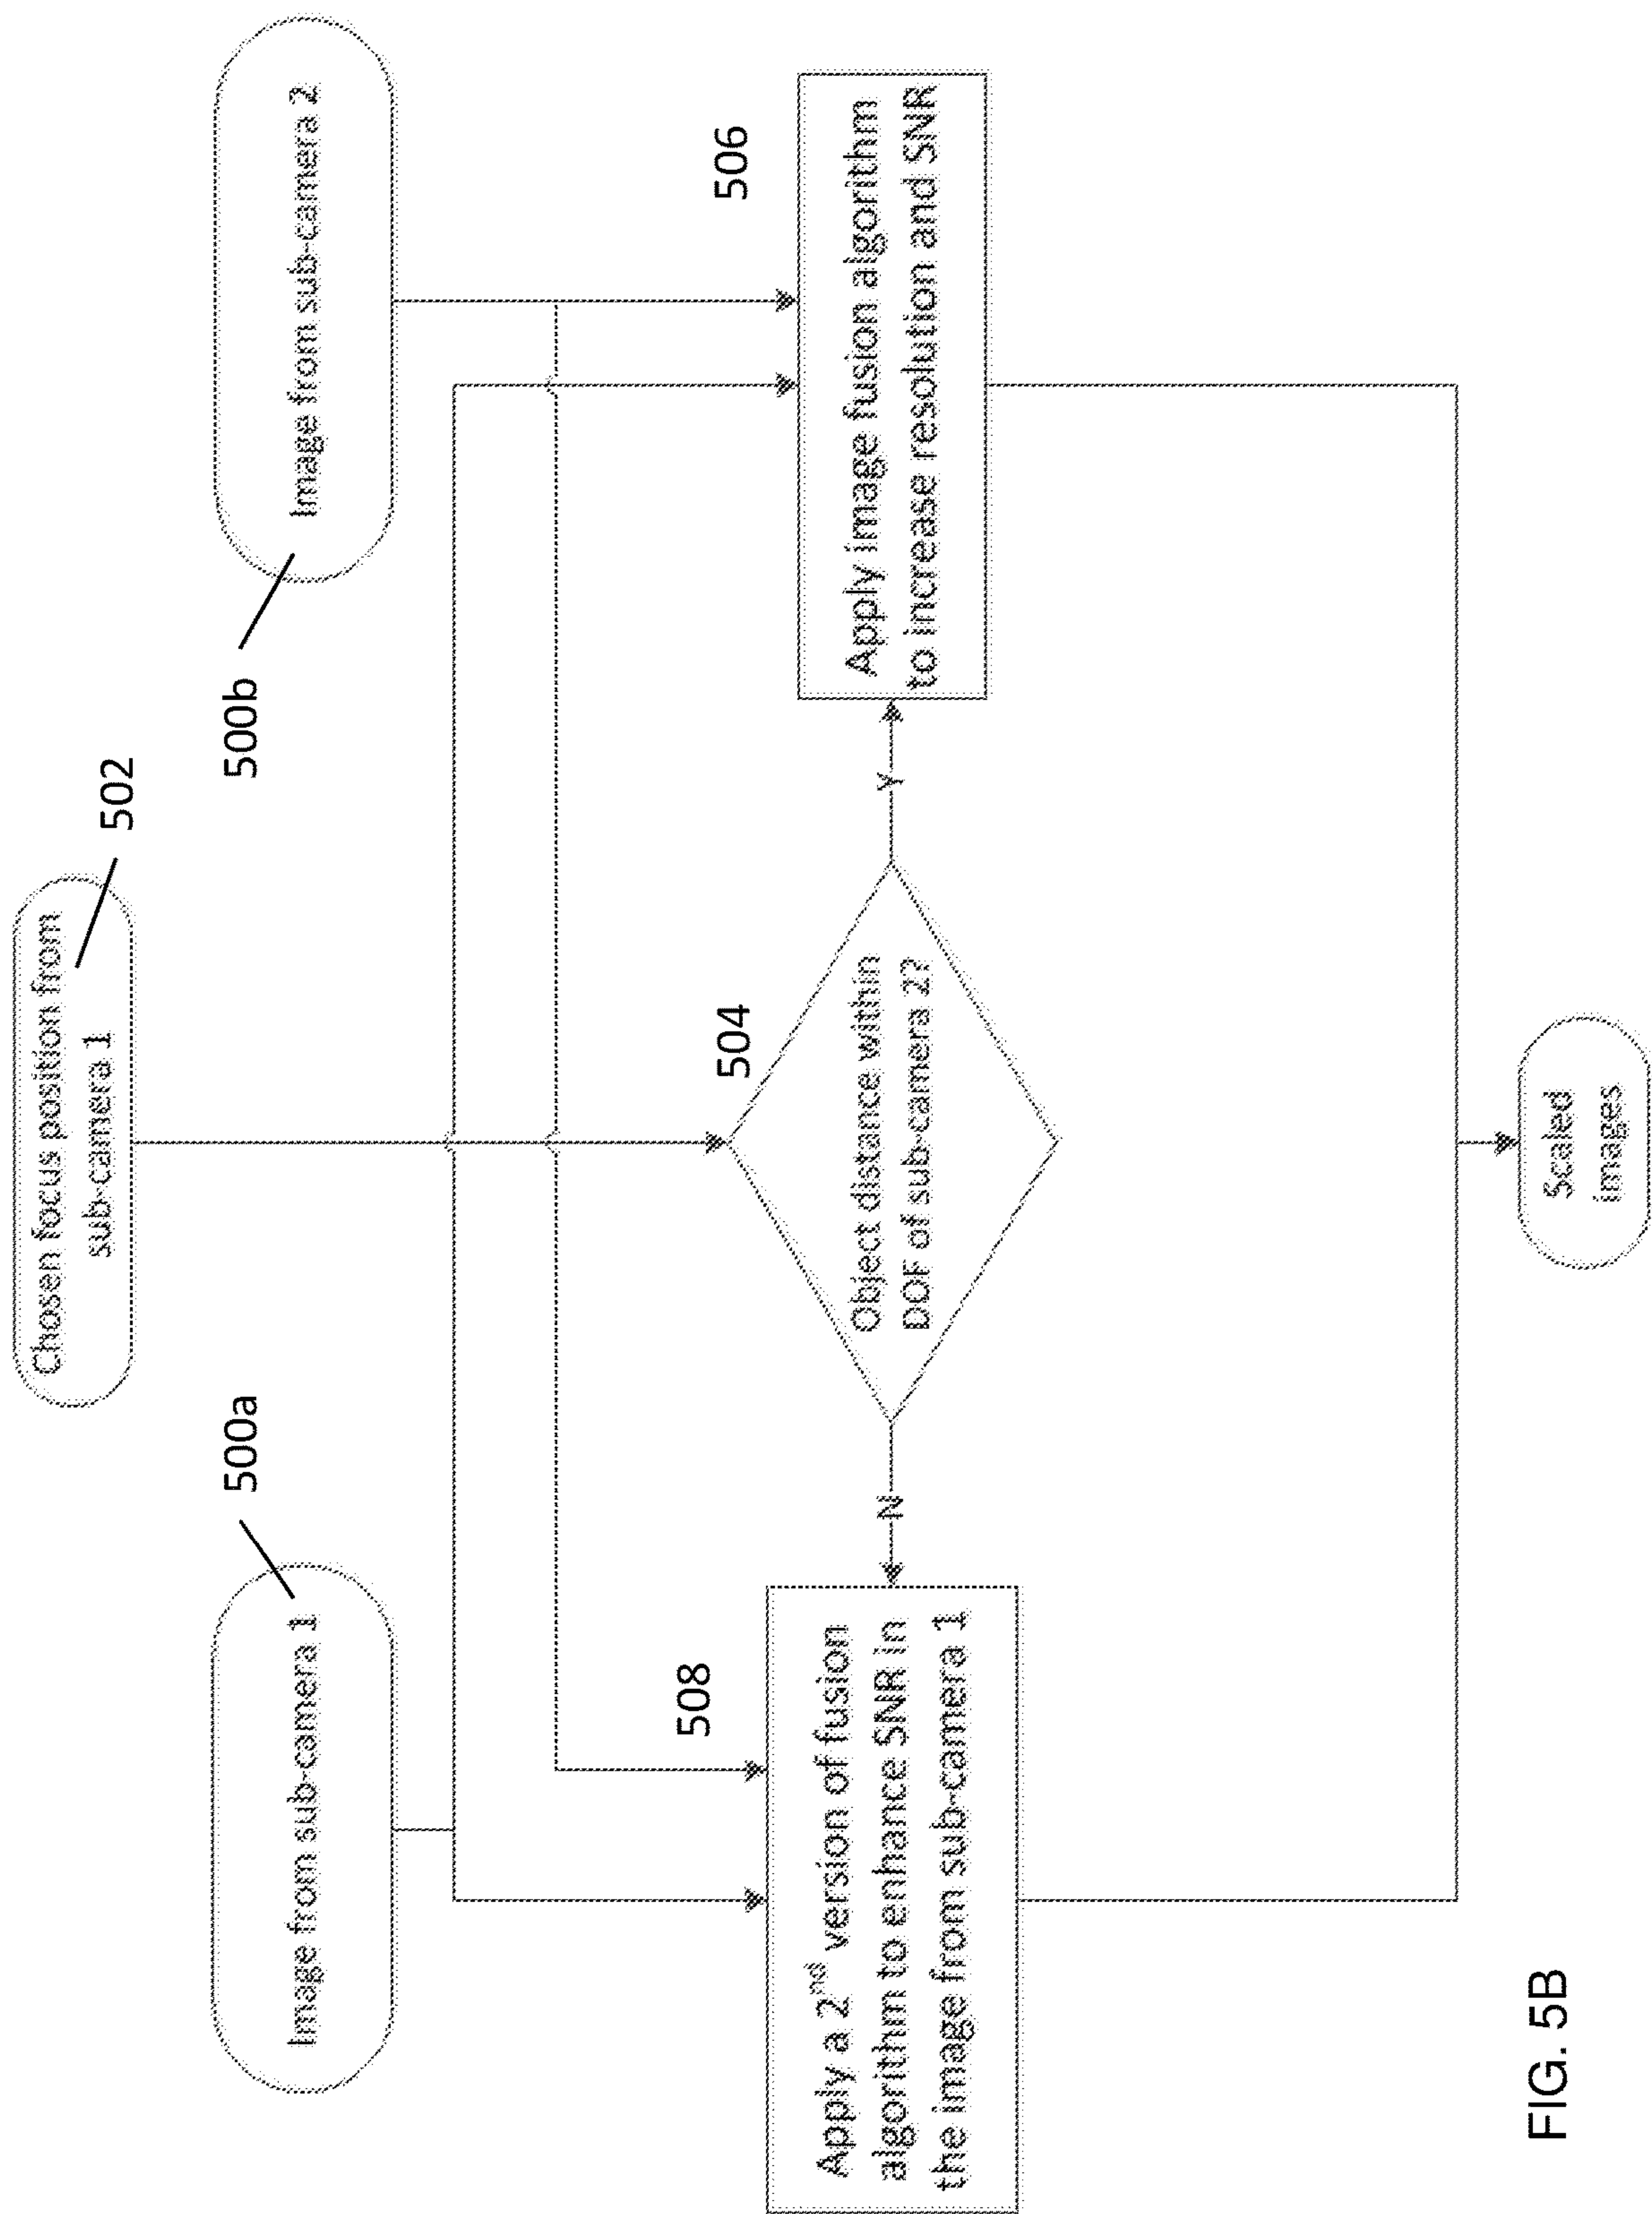 Chosen focus position from
sub-camera 1
502
Image from sub-camera 1
500a
500b
Image from sub-camera 2
508
Apply a 2nd version of fusion
algorithm to enhance SNR in
the image from sub-camera 1
N
504
Object distance within
DOF of sub-camera 2?
Y
506
Apply image fusion algorithm
to increase resolution and SNR
Scaled
images
FIG. 5B